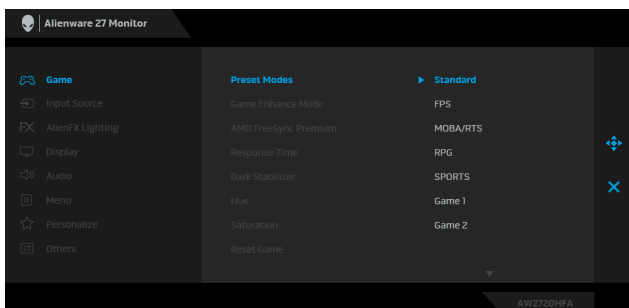 Alienware 27 Monitor
Game
Input Source
AlienFX Lighting
Display
Audio
Menu
Personalize
Others
Preset Modes
Game Enhance Mode
AMD FreeSync Premium
Response Time
Dark Stabilizer
Hue
Saturation
Reset Game
Standard
FPS
MOBA/RTS
RPG
SPORTS
Game 1
Game 2
AW2720HFA